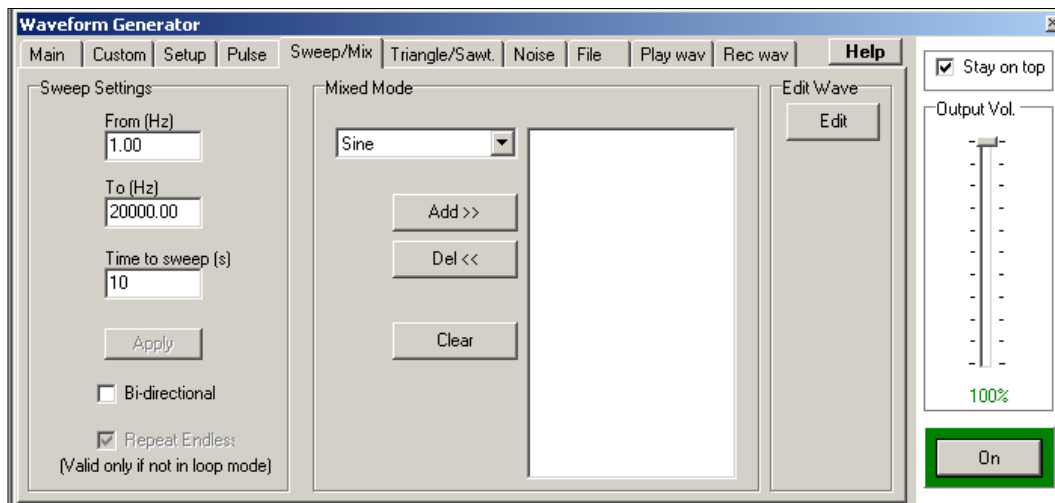 Waveform Generator
Main Custom Setup Pulse Sweep/Mix Triangle/Sawt. Noise File Play wav Rec wav Help
Sweep Settings
From (Hz)
1.00
To (Hz)
20000.00
Time to sweep (s)
10
Apply
Bi-directional
Repeat Endless
(Valid only if not in loop mode)
Mixed Mode
Sine
Add >>
Del <<
Clear
Edit Wave
Edit
Stay on top
Output Vol.
100%
On